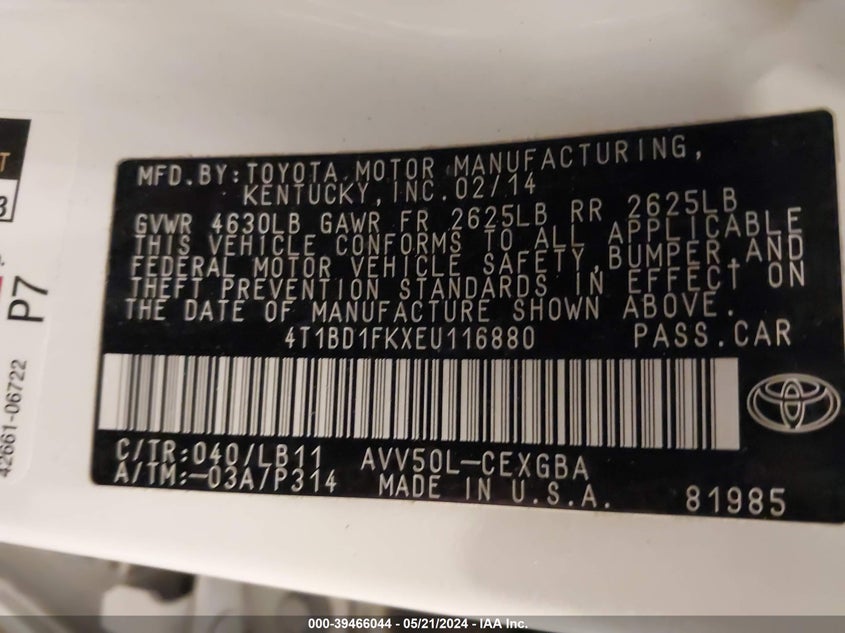 T
3
P7
42661-06722
MFD.BY:TOYOTA MOTOR MANUFACTURING,
KENTUCKY,INC.02/14
GVWR 4630LB GAWR FR 2625LB RR 2625LB
THIS VEHICLE CONFORMS TO ALL APPLICABLE
FEDERAL MOTOR VEHICLE SAFETY,BUMPER,AND
THEFT PREVENTION STANDARDS IN EFFECT ON
THE DATE OF MANUFACTURE SHOWN ABOVE.
4T1BD1FKXEU116880 PASS.CAR
C/TR:040/LB11 AVV50L-CEXGBA
A/TM:-03A/P314 MADE IN U.S.A. 81985
000-39466044 - 05/21/2024 - IAA Inc.